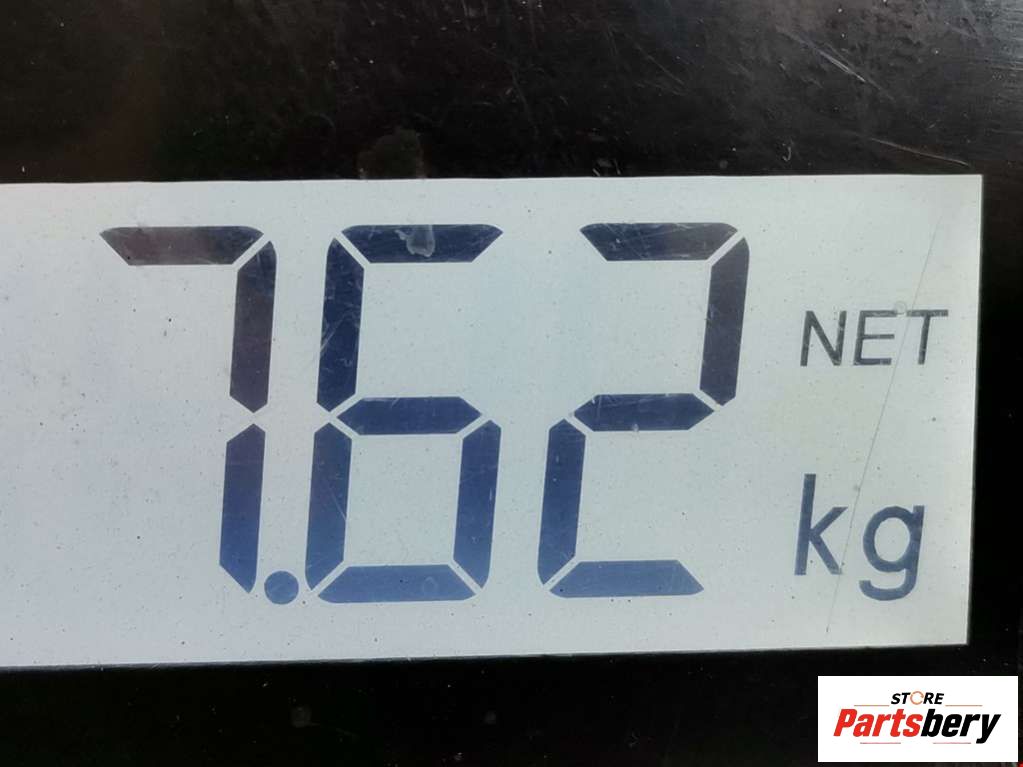 7.62
NET
kg
STORE
Partsbery